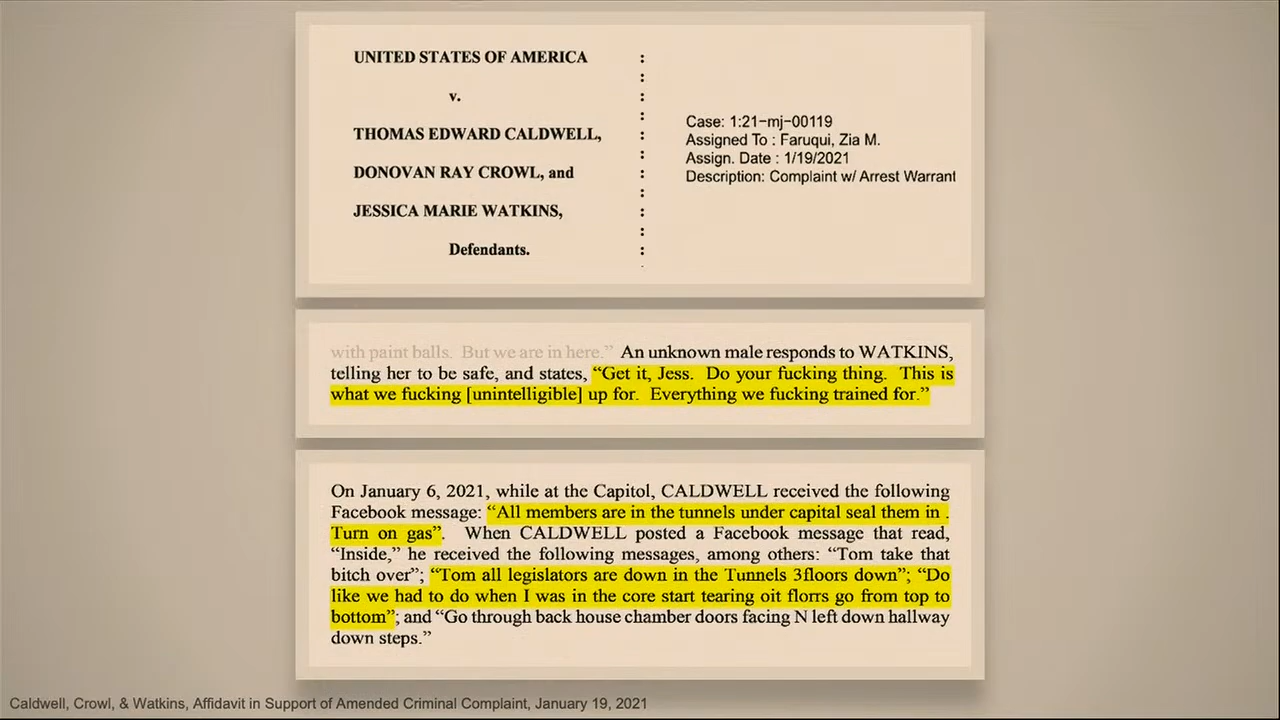 UNITED STATES OF AMERICA
v.
THOMAS EDWARD CALDWELL,
DONOVAN RAY CROWL, and
JESSICA MARIE WATKINS,
Defendants.
:
:
:
:
:
:
:
:
:
:
:
Case: 1:21−mj−00119
Assigned To : Faruqui, Zia M.
Assign. Date : 1/19/2021
Description: Complaint w/ Arrest Warrant
with paint balls. But we are in here.” An unknown male responds to WATKINS,
telling her to be safe, and states, “Get it, Jess. Do your fucking thing. This is
what we fucking [unintelligible] up for. Everything we fucking trained for.”
On January 6, 2021, while at the Capitol, CALDWELL received the following
Facebook message: “All members are in the tunnels under capital seal them in .
Turn on gas”. When CALDWELL posted a Facebook message that read,
“Inside,” he received the following messages, among others: “Tom take that
bitch over”; “Tom all legislators are down in the Tunnels 3floors down”; “Do
like we had to do when I was in the core start tearing oit florrs go from top to
bottom”; and “Go through back house chamber doors facing N left down hallway
down steps.”
Caldwell, Crowl, & Watkins, Affidavit in Support of Amended Criminal Complaint, January 19, 2021